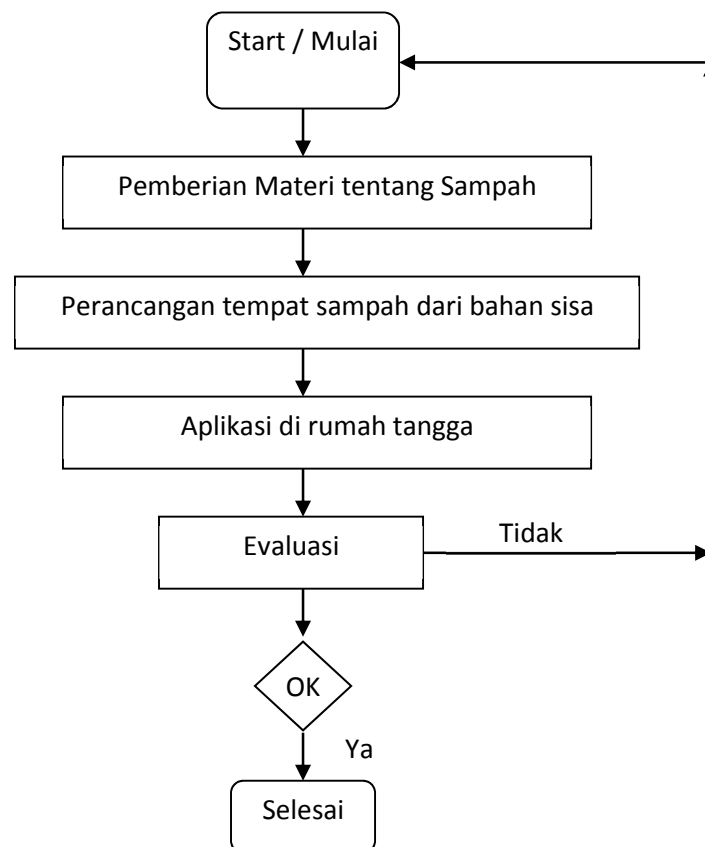 Start / Mulai
Pemberian Materi tentang Sampah
Perancangan tempat sampah dari bahan sisa
Aplikasi di rumah tangga
Evaluasi
Tidak
OK
Ya
Selesai